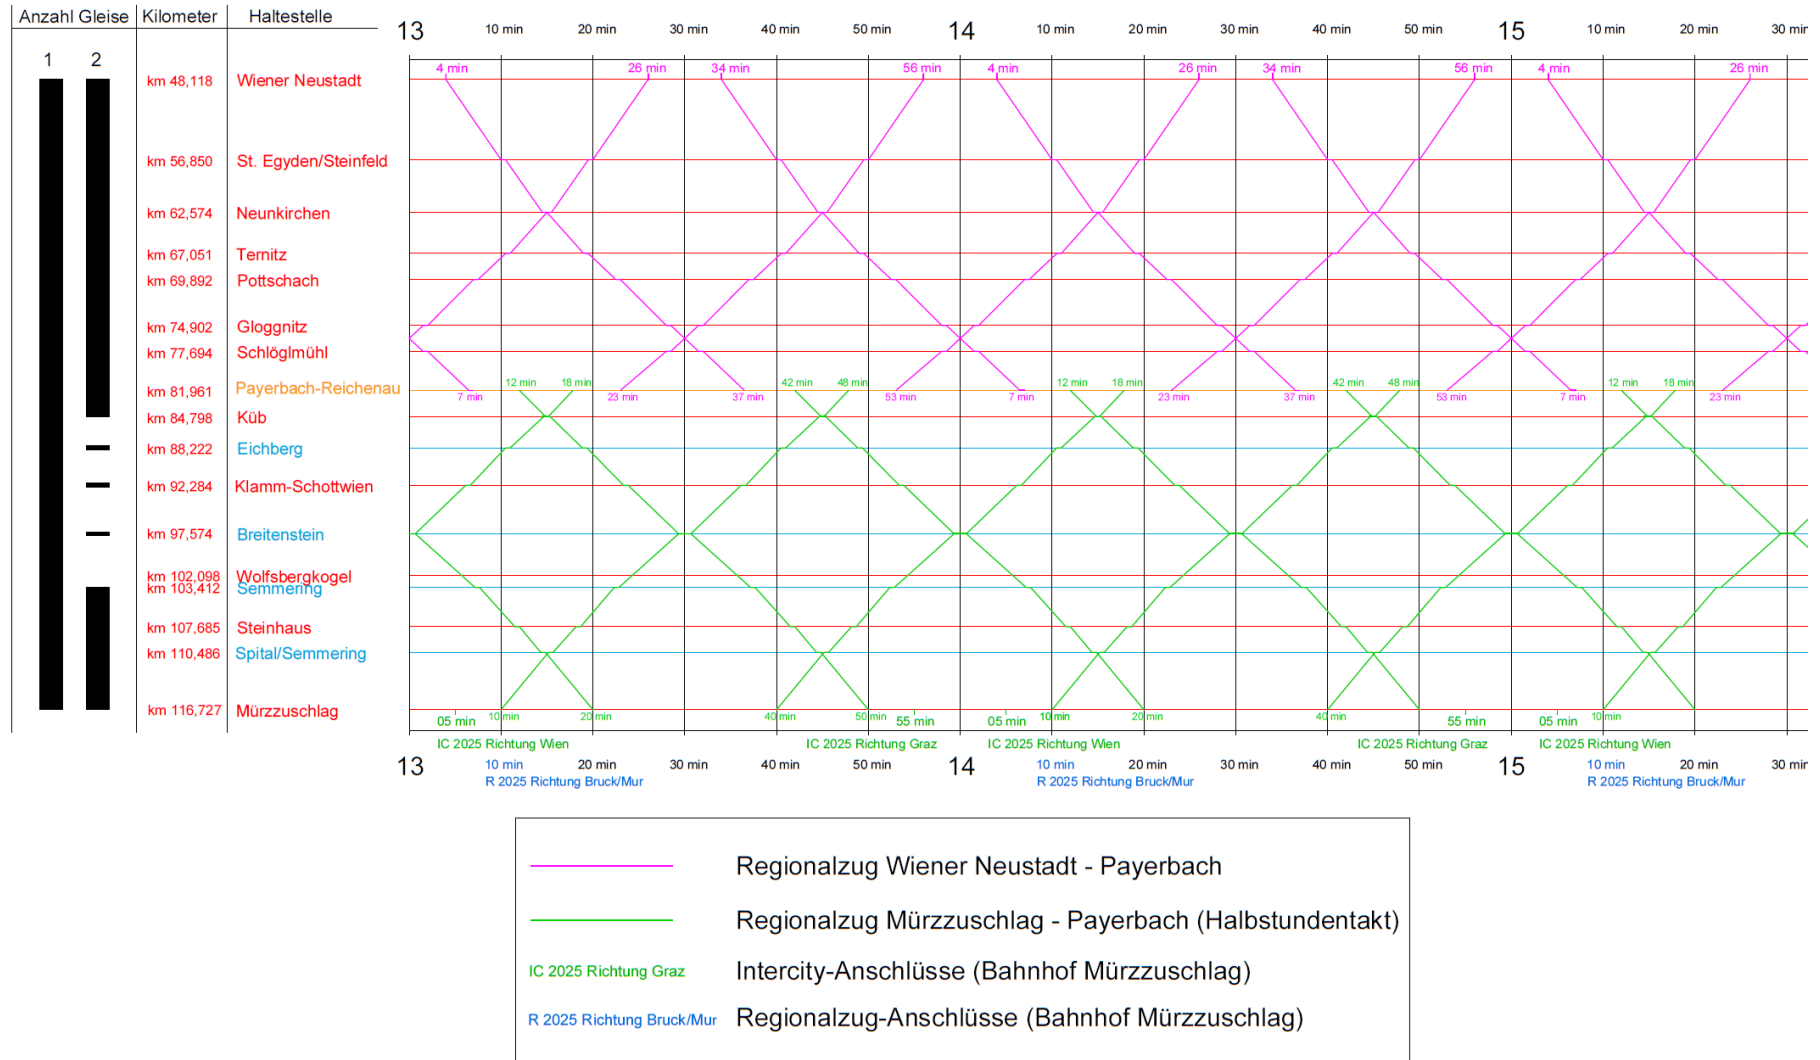 Anzahl Gleise Kilometer Haltestelle
13 10 min 20 min 30 min 40 min 50 min 14 10 min 20 min 30 min 40 min 50 min 15 10 min 20 min 30 min
1 2
4 min 26 min 34 min 56 min 4 min 26 min 34 min 56 min 4 min 26 min
km 48,118 Wiener Neustadt
km 56,850 St. Egyden/Steinfeld
km 62,574 Neunkirchen
km 67,051 Ternitz
km 69,892 Pottschach
km 74,902 Gloggnitz
km 77,694 Schlöglmühl
12 min 18 min 42 min 48 min 12 min 18 min 42 min 48 min 12 min 18 min
km 81,961 Payerbach-Reichenau
7 min 23 min 37 min 53 min 7 min 23 min 37 min 53 min 7 min 23 min
km 84,798 Küb
km 88,222 Eichberg
km 92,284 Klamm-Schottwien
km 97,574 Breitenstein
km 102,098 Wolfsbergkogel
km 103,412 Semmering
km 107,685 Steinhaus
km 110,486 Spital/Semmering
km 116,727 Mürzzuschlag
05 min 10 min 20 min 40 min 50 min 55 min 05 min 10 min 20 min 40 min 50 min 55 min 05 min 10 min 20 min
IC 2025 Richtung Wien IC 2025 Richtung Graz IC 2025 Richtung Wien IC 2025 Richtung Graz IC 2025 Richtung Wien
13 10 min 20 min 30 min 40 min 50 min 14 10 min 20 min 30 min 40 min 50 min 15 10 min 20 min 30 min
R 2025 Richtung Bruck/Mur R 2025 Richtung Bruck/Mur R 2025 Richtung Bruck/Mur
Regionalzug Wiener Neustadt - Payerbach
Regionalzug Mürzzuschlag - Payerbach (Halbstundentakt)
IC 2025 Richtung Graz Intercity-Anschlüsse (Bahnhof Mürzzuschlag)
R 2025 Richtung Bruck/Mur Regionalzug-Anschlüsse (Bahnhof Mürzzuschlag)